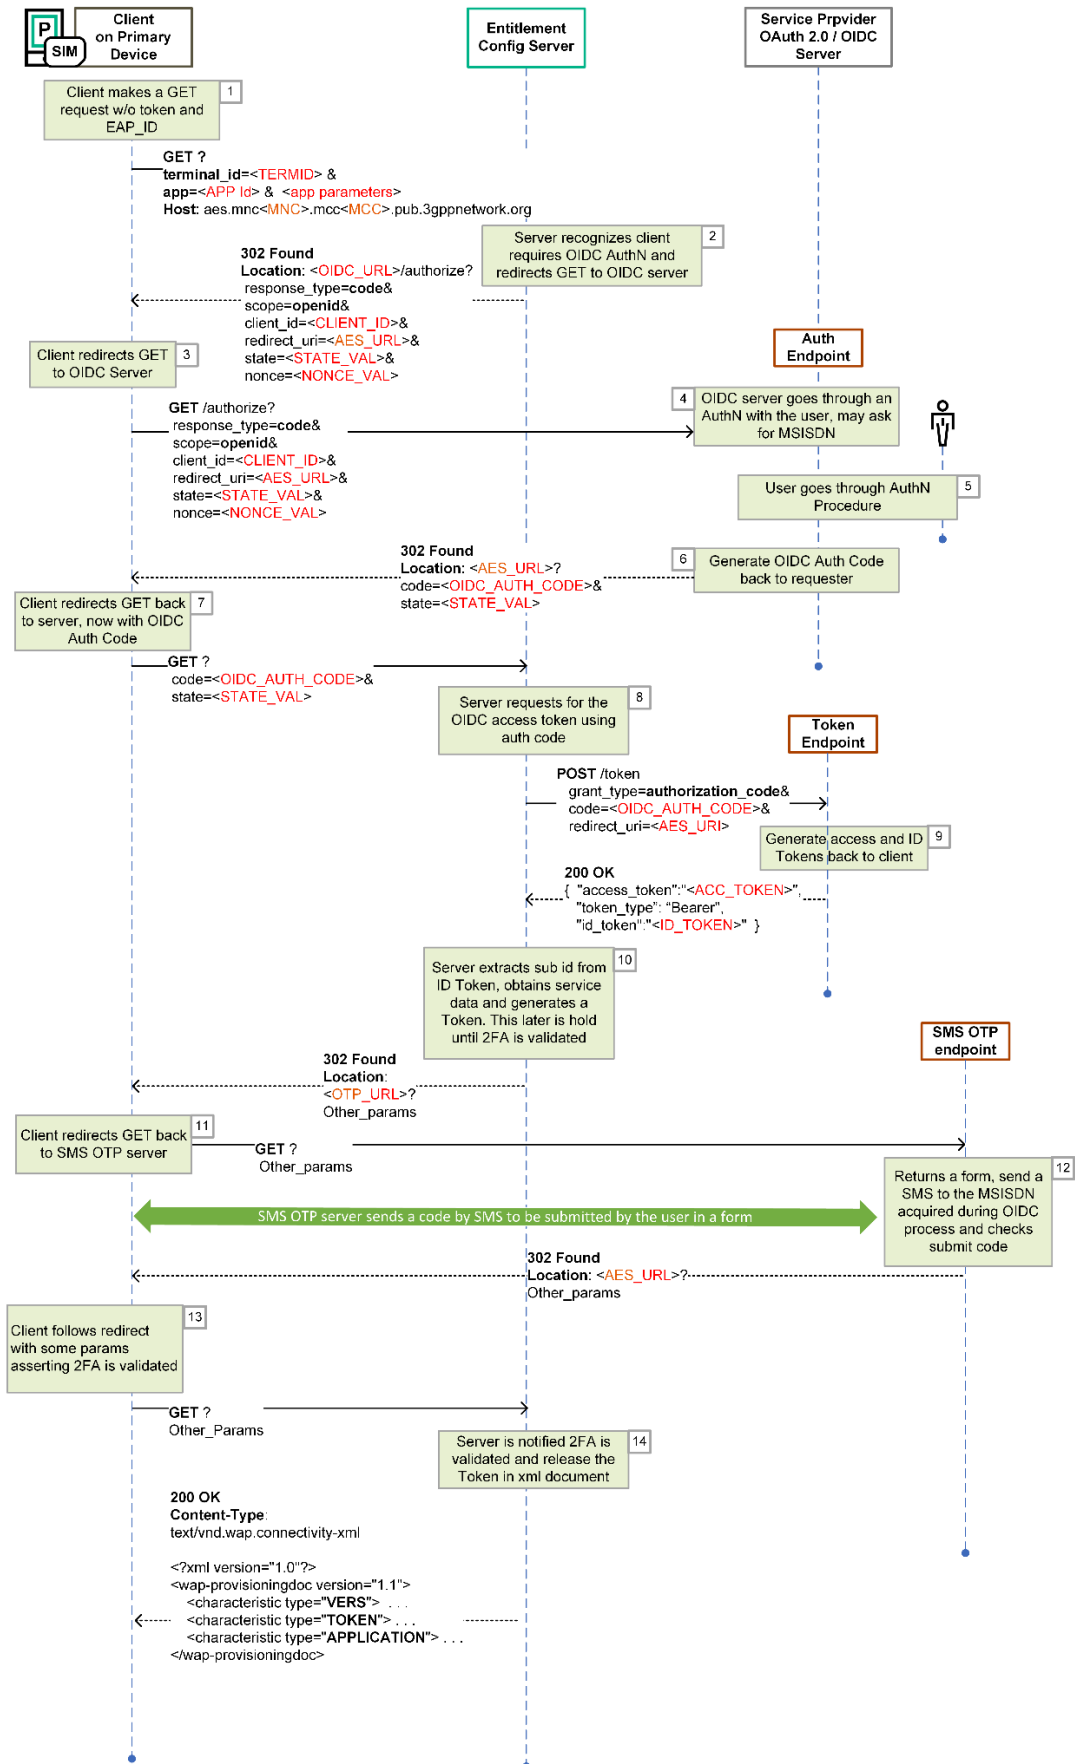 P
SIM
Client
on Primary
Device
Entitlement
Config Server
Service Prpvider
OAuth 2.0 / OIDC
Server
Client makes a GET
request w/o token and
EAP_ID
1
GET ?
terminal_id=<TERMID> &
app=<APP Id> & <app parameters>
Host: aes.mnc<MNC>.mcc<MCC>.pub.3gppnetwork.org
Server recognizes client
requires OIDC AuthN and
redirects GET to OIDC server
2
302 Found
Location: <OIDC_URL>/authorize?
response_type=code&
scope=openid&
client_id=<CLIENT_ID>&
redirect_uri=<AES_URL>&
state=<STATE_VAL>&
nonce=<NONCE_VAL>
Auth
Endpoint
Client redirects GET
to OIDC Server
3
GET /authorize?
response_type=code&
scope=openid&
client_id=<CLIENT_ID>&
redirect_uri=<AES_URL>&
state=<STATE_VAL>&
nonce=<NONCE_VAL>
4
OIDC server goes through an
AuthN with the user, may ask
for MSISDN
User goes through AuthN
Procedure
5
6
Generate OIDC Auth Code
back to requester
302 Found
Location: <AES_URL>?
code=<OIDC_AUTH_CODE>&
state=<STATE_VAL>
Client redirects GET back
to server, now with OIDC
Auth Code
7
GET ?
code=<OIDC_AUTH_CODE>&
state=<STATE_VAL>
Server requests for the
OIDC access token using
auth code
8
Token
Endpoint
POST /token
grant_type=authorization_code&
code=<OIDC_AUTH_CODE>&
redirect_uri=<AES_URI>
Generate access and ID
Tokens back to client
9
200 OK
{ "access_token":“<ACC_TOKEN>",
"token_type”: “Bearer”,
"id_token":"<ID_TOKEN>" }
Server extracts sub id from
ID Token, obtains service
data and generates a
Token. This later is hold
until 2FA is validated
10
SMS OTP
endpoint
302 Found
Location:
<OTP_URL>?
Other_params
Client redirects GET back
to SMS OTP server
11
GET ?
Other_params
Returns a form, send a
SMS to the MSISDN
acquired during OIDC
process and checks
submit code
12
SMS OTP server sends a code by SMS to be submitted by the user in a form
302 Found
Location: <AES_URL>?
Other_params
Client follows redirect
with some params
asserting 2FA is validated
13
GET ?
Other_Params
Server is notified 2FA is
validated and release the
Token in xml document
14
200 OK
Content-Type:
text/vnd.wap.connectivity-xml
<?xml version="1.0"?>
<wap-provisioningdoc version="1.1">
<characteristic type="VERS"> . . .
<characteristic type="TOKEN"> . . .
<characteristic type="APPLICATION"> . . .
</wap-provisioningdoc>